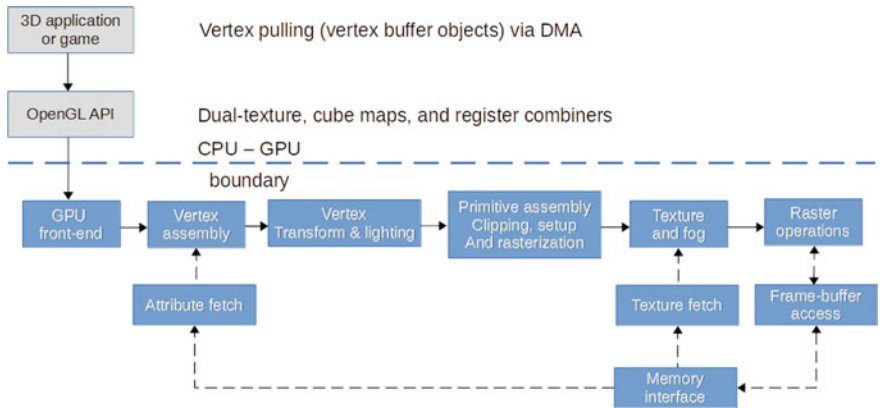 3D application
or game
Vertex pulling (vertex buffer objects) via DMA
OpenGL API
Dual-texture, cube maps, and register combiners
CPU – GPU
boundary
GPU
front-end
Vertex
assembly
Vertex
Transform & lighting
Primitive assembly
Clipping, setup
And rasterization
Texture
and fog
Raster
operations
Attribute fetch
Texture fetch
Frame-buffer
access
Memory
interface